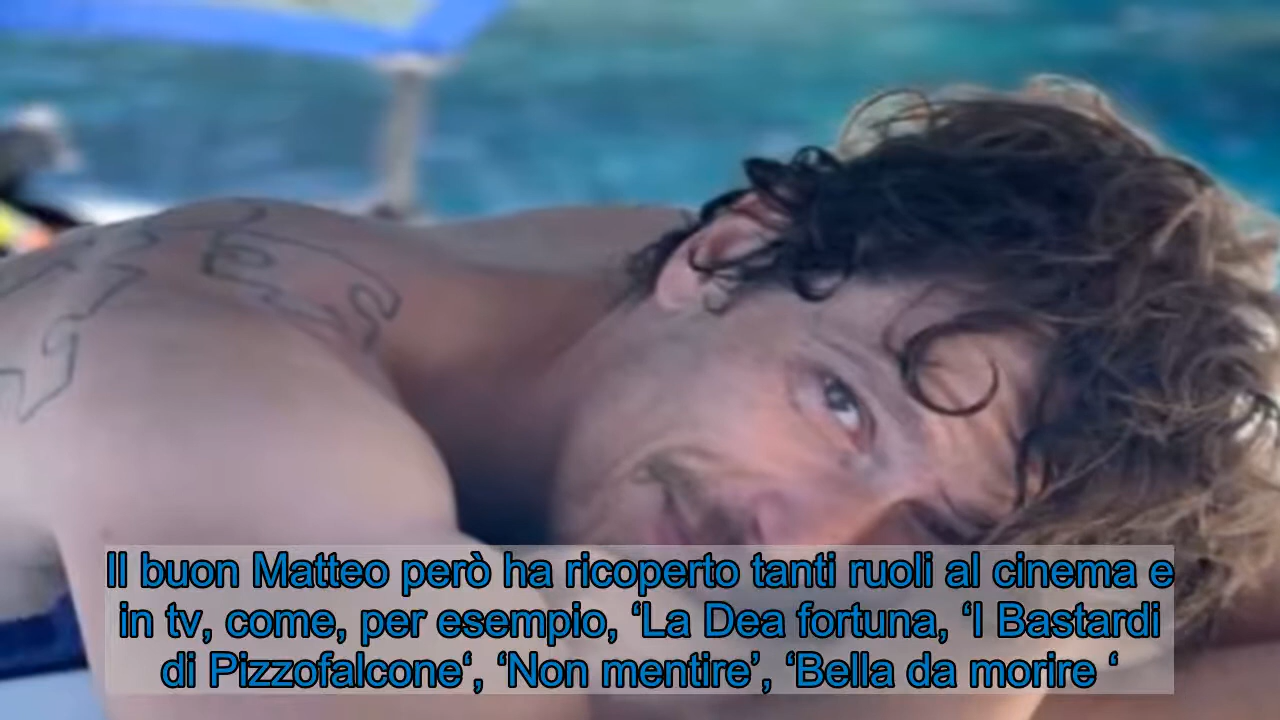 Il buon Matteo però ha ricoperto tanti ruoli al cinema e
in tv, come, per esempio, ‘La Dea fortuna, ‘I Bastardi
di Pizzofalcone‘, ‘Non mentire’, ‘Bella da morire ‘